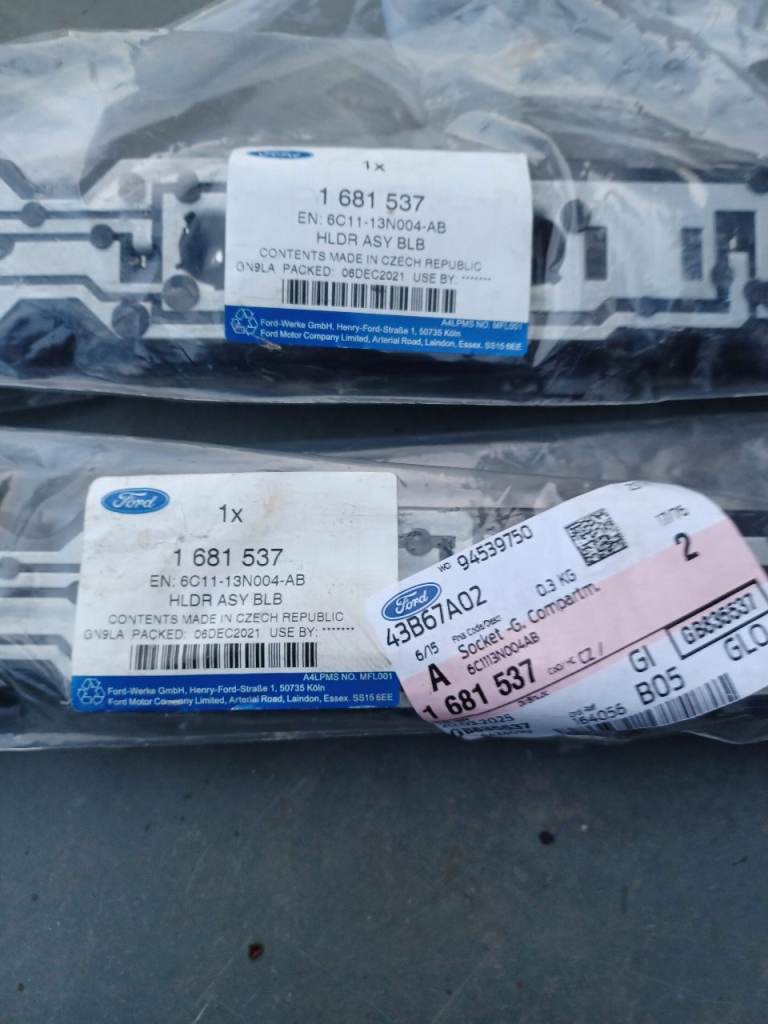 Ford
1x
1 681 537
EN: 6C11-13N004-AB
HLDR ASY BLB
CONTENTS MADE IN CZECH REPUBLIC
GN9LA PACKED: 06DEC2021 USE BY: *******
A4LPMS NO. MFL001
Ford-Werke GmbH, Henry-Ford-Straße 1, 50735 Köln
Ford Motor Company Limited, Arterial Road, Laindon, Essex. SS15 6EE
Ford
1x
1 681 537
EN: 6C11-13N004-AB
HLDR ASY BLB
CONTENTS MADE IN CZECH REPUBLIC
GN9LA PACKED: 06DEC2021 USE BY: *******
A4LPMS NO. MFL001
Ford-Werke GmbH, Henry-Ford-Straße 1, 50735 Köln
Ford Motor Company Limited, Arterial Road, Laindon, Essex. SS15 6EE
Ford
94539750
43B67A02
0.3 KG
2
6/15
A
Socket -G. Compartm.
6C1113N004AB
1 681 537
CZ /
GB636537
GI
GLO
B05
164056